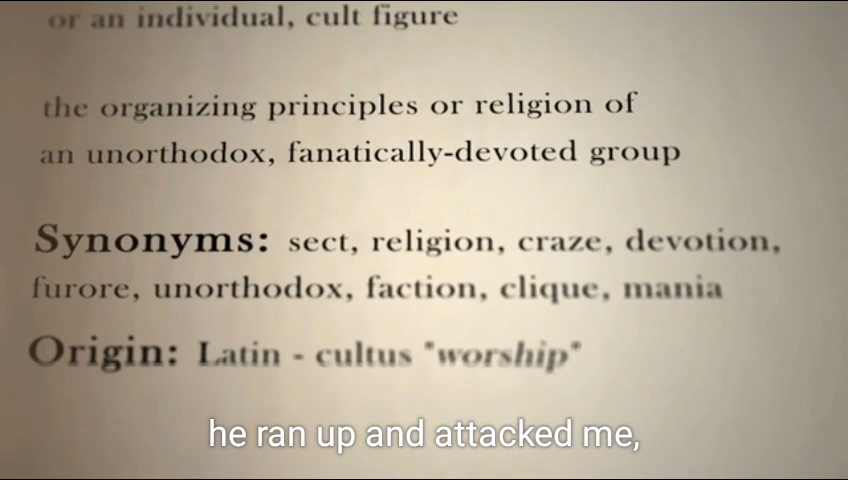 or an individual, cult figure
the organizing principles or religion of
an unorthodox, fanatically-devoted group
Synonyms: sect, religion, craze, devotion,
furore, unorthodox, faction, clique, mania
Origin: Latin - cultus "worship"
he ran up and attacked me,